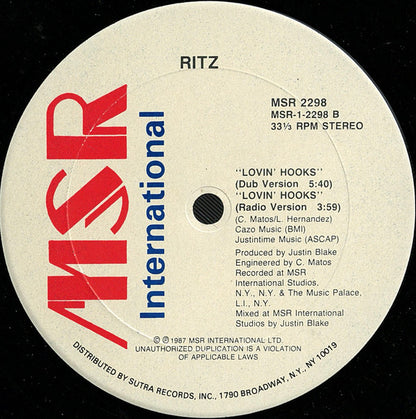 RITZ
MSR International
MSR 2298
MSR-1-2298 B
33⅓ RPM STEREO
"LOVIN' HOOKS"
(Dub Version 5:40)
"LOVIN' HOOKS"
(Radio Version 3:59)
(C. Matos/L. Hernandez)
Cazo Music (BMI)
Justintime Music (ASCAP)
Produced by Justin Blake
Engineered by C. Matos
Recorded at MSR
International Studios,
N.Y., N.Y. & The Music Palace,
L.I., N.Y.
Mixed at MSR International
Studios by Justin Blake
© ℗ 1987 MSR INTERNATIONAL LTD.
UNAUTHORIZED DUPLICATION IS A VIOLATION
OF APPLICABLE LAWS
DISTRIBUTED BY SUTRA RECORDS, INC., 1790 BROADWAY, N.Y., NY 10019